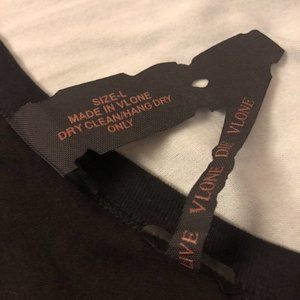 SIZE-L
MADE IN VLONE
DRY CLEAN/HANG DRY
ONLY
LIVE VLONE DIE VLONE